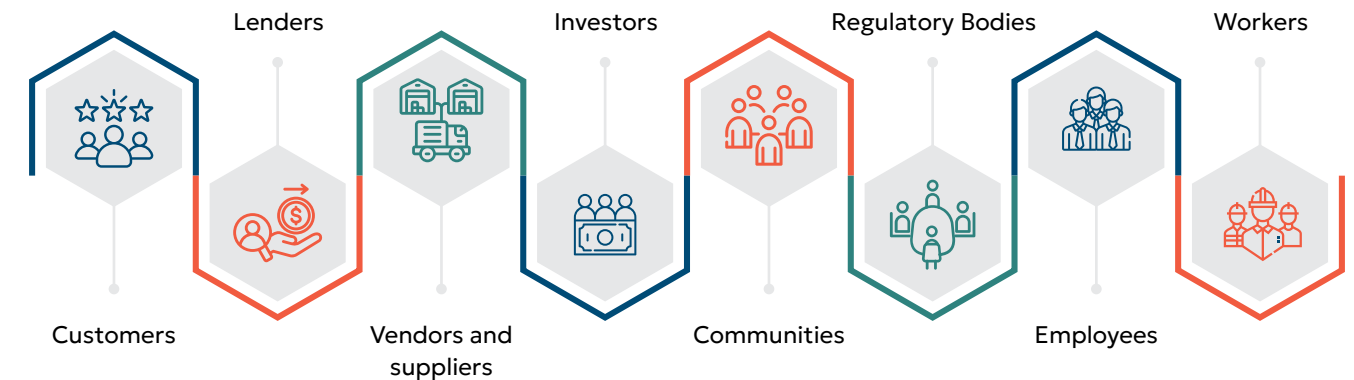 Lenders
Investors
Regulatory Bodies
Workers
$
Customers
Vendors and
suppliers
Communities
Employees